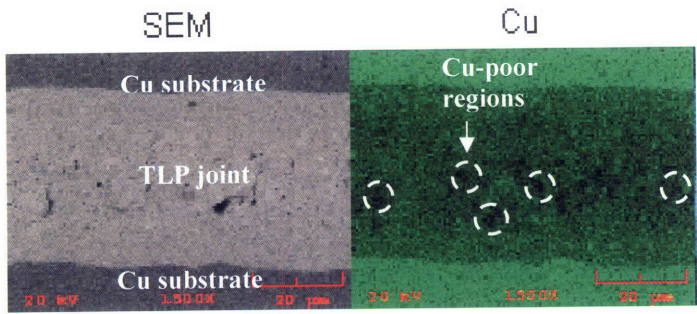 SEM
Cu
Cu substrate
TLP joint
Cu substrate
20 kV
1.500X
20 µm
Cu-poor
regions
20 kV
1.500X
20 µm